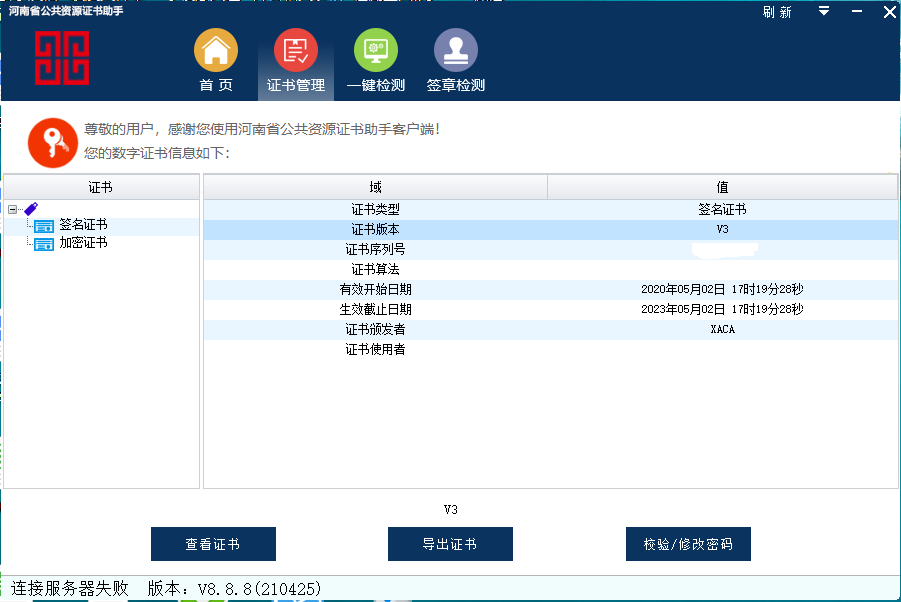 河南省公共资源证书助手
刷 新
首 页 证书管理 一键检测 签章检测
尊敬的用户，感谢您使用河南省公共资源证书助手客户端！
您的数字证书信息如下：
证书 域 值
证书类型 签名证书
签名证书 证书版本 V3
加密证书 证书序列号
证书算法
有效开始日期 2020年05月02日 17时19分28秒
生效截止日期 2023年05月02日 17时19分28秒
证书颁发者 XACA
证书使用者
V3
查看证书 导出证书 校验/修改密码
连接服务器失败 版本：V8.8.8(210425)